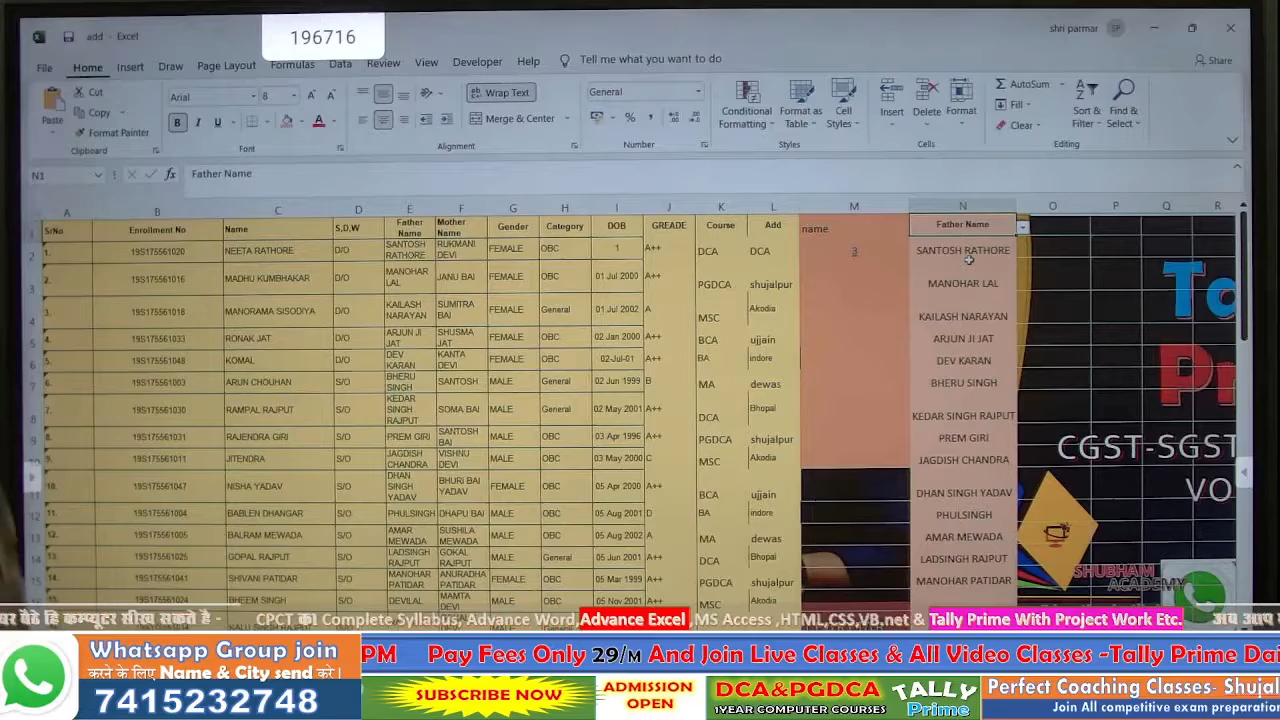 196716
add - Excel
shri parmar SP
File Home Insert Draw Page Layout Formulas Data Review View Developer Help Tell me what you want to do Share
Paste Cut Copy Format Painter Clipboard
Arial 8 B I U A Font
Wrap Text Merge & Center Alignment
General % Number
Conditional Formatting Format as Table Cell Styles Styles
Insert Delete Format Cells
AutoSum Fill Clear Sort & Filter Find & Select Editing
N1 fx Father Name
A B C D E F G H I J K L M N O P Q R
SrNo Enrollment No Name S,D,W Father Name Mother Name Gender Category DOB GREADE Course Add name Father Name
1. 19S175561020 NEETA RATHORE D/O SANTOSH RATHORE RUKMANI DEVI FEMALE OBC 1 A++ DCA DCA 3 SANTOSH RATHORE
2. 19S175561016 MADHU KUMBHAKAR D/O MANOHAR LAL JANU BAI FEMALE OBC 01 Jul 2000 A++ PGDCA shujalpur MANOHAR LAL
3. 19S175561018 MANORAMA SISODIYA D/O KAILASH NARAYAN SUMITRA BAI FEMALE General 01 Jul 2002 A MSC Akodia KAILASH NARAYAN
4. 19S175561033 RONAK JAT D/O ARJUN JI JAT SHUSMA JAT FEMALE OBC 02 Jan 2000 A++ BCA ujjain ARJUN JI JAT
5. 19S175561048 KOMAL D/O DEV KARAN KANTA DEVI FEMALE OBC 02-Jul-01 A++ BA indore DEV KARAN
6. 19S175561003 ARUN CHOUHAN S/O BHERU SINGH SANTOSH MALE General 02 Jun 1999 B MA dewas BHERU SINGH
7. 19S175561030 RAMPAL RAJPUT S/O KEDAR SINGH RAJPUT SOMA BAI MALE General 02 May 2001 A++ DCA Bhopal KEDAR SINGH RAJPUT
8. 19S175561031 RAJENDRA GIRI S/O PREM GIRI SANTOSH BAI MALE OBC 03 Apr 1996 A++ PGDCA shujalpur PREM GIRI
9. 19S175561011 JITENDRA S/O JAGDISH CHANDRA VISHNU DEVI MALE OBC 03 May 2000 C MSC Akodia JAGDISH CHANDRA
10. 19S175561047 NISHA YADAV S/O DHAN SINGH YADAV BHURI BAI YADAV FEMALE OBC 05 Apr 2000 A++ BCA ujjain DHAN SINGH YADAV
11. 19S175561004 BABLEN DHANGAR S/O PHULSINGH DHAPU BAI MALE OBC 05 Aug 2001 D BA indore PHULSINGH
12. 19S175561005 BALRAM MEWADA S/O AMAR MEWADA SUSHILA MEWADA MALE OBC 05 Aug 2002 A MA dewas AMAR MEWADA
13. 19S175561025 GOPAL RAJPUT S/O LADSINGH RAJPUT GOKAL RAJPUT MALE General 05 Jun 2001 A++ DCA Bhopal LADSINGH RAJPUT
14. 19S175561041 SHIVANI PATIDAR S/O MANOHAR PATIDAR ANURADHA PATIDAR FEMALE OBC 05 Mar 1999 A++ PGDCA shujalpur MANOHAR PATIDAR
19S175561024 BHEEM SINGH S/O DEVILAL MAMTA DEVI MALE OBC 05 Nov 2001 A++ MSC Akodia
CGST-SGST
VO
SHUBHAM
ACADEMY
घर बैठे हि कम्प्यूटर सीख सकते है - CPCT का Complete Syllabus,Advance Word,Advance Excel ,MS Access ,HTML,CSS,VB.net & Tally Prime With Project Work Etc.
Whatsapp Group join
करने के लिए Name & City send करे।
7415232748
PM Pay Fees Only 29/M And Join Live Classes & All Video Classes -Tally Prime Dai
SUBSCRIBE NOW
ADMISSION OPEN
DCA&PGDCA
1YEAR COMPUTER COURSES
TALLY Prime
Perfect Coaching Classes- Shujal
Join All competitive exam preparation